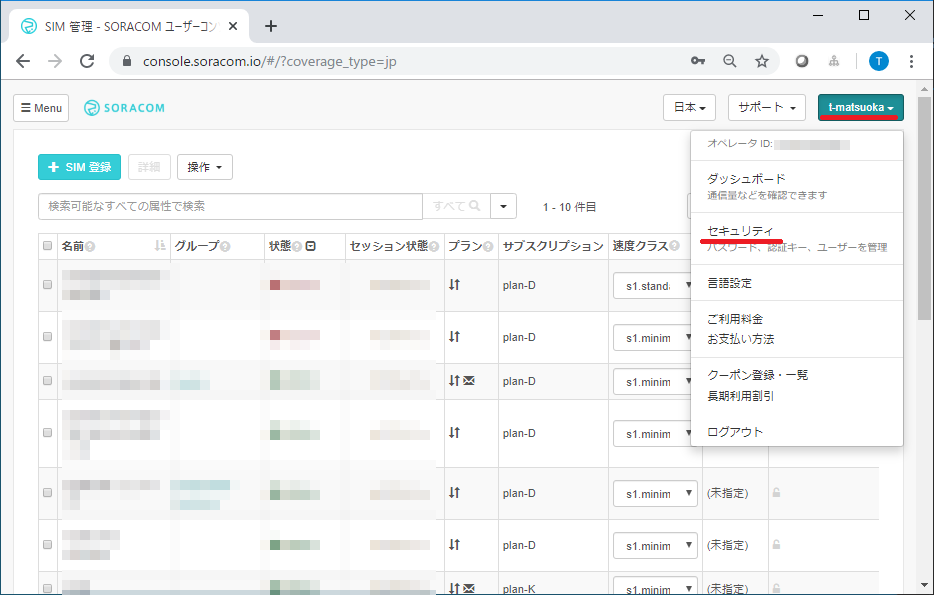 SIM 管理 - SORACOM ユーザーコン
console.soracom.io/#/?coverage_type=jp
T
Menu
SORACOM
日本
サポート
t-matsuoka
オペレータ ID:
ダッシュボード
通信量などを確認できます
セキュリティ
パスワード、認証キー、ユーザーを管理
言語設定
ご利用料金
お支払い方法
クーポン登録・一覧
長期利用割引
ログアウト
+ SIM 登録
詳細
操作
検索可能なすべての属性で検索
すべて
1 - 10 件目
名前 グループ 状態 セッション状態 プラン サブスクリプション 速度クラス
plan-D s1.standa
plan-D s1.minim
plan-D s1.minim
plan-D s1.minim
plan-D s1.minim (未指定)
plan-D s1.minim (未指定)
plan-K s1.minim (未指定)